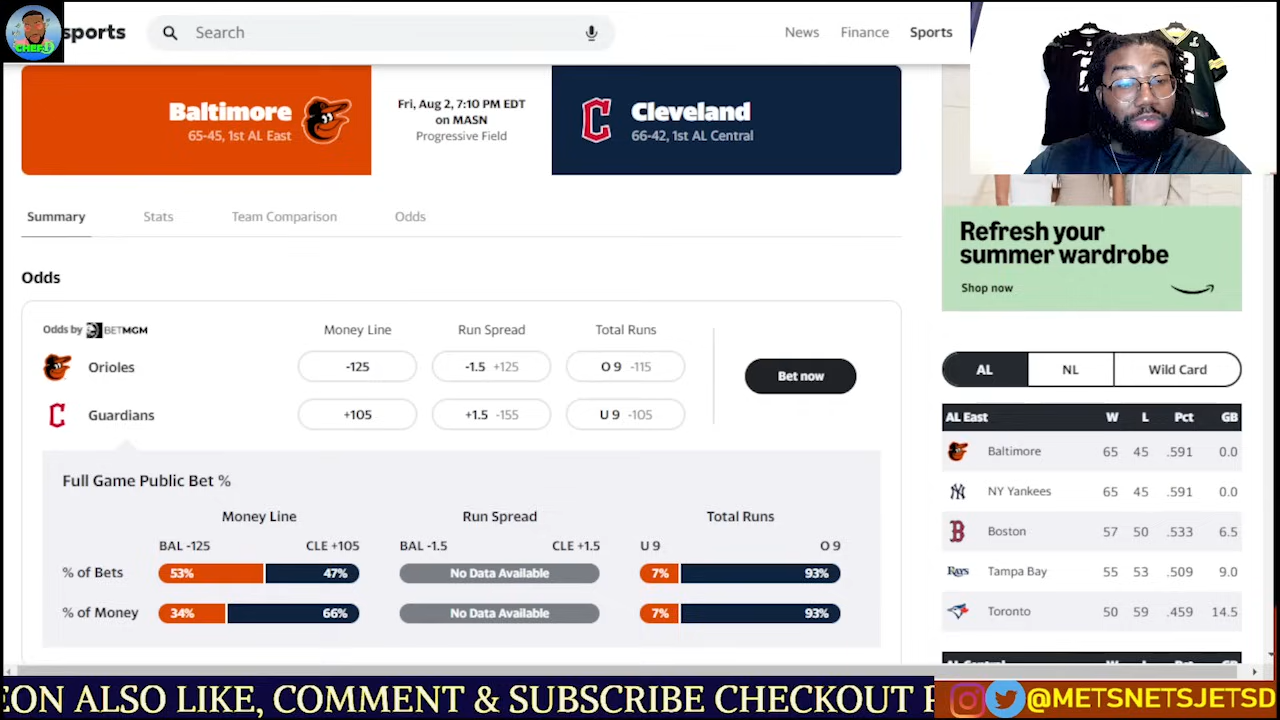 CHEF
sports
Search
News Finance Sports
Baltimore
65-45, 1st AL East
Fri, Aug 2, 7:10 PM EDT
on MASN
Progressive Field
Cleveland
66-42, 1st AL Central
Summary Stats Team Comparison Odds
Odds
Odds by BETMGM Money Line Run Spread Total Runs
Orioles -125 -1.5 +125 O 9 -115
Bet now
Guardians +105 +1.5 -155 U 9 -105
Full Game Public Bet %
Money Line Run Spread Total Runs
BAL -125 CLE +105 BAL -1.5 CLE +1.5 U 9 O 9
% of Bets 53% 47% No Data Available 7% 93%
% of Money 34% 66% No Data Available 7% 93%
Refresh your
summer wardrobe
Shop now
AL NL Wild Card
AL East W L Pct GB
Baltimore 65 45 .591 0.0
NY Yankees 65 45 .591 0.0
Boston 57 50 .533 6.5
Rays Tampa Bay 55 53 .509 9.0
Toronto 50 59 .459 14.5
AL Central W L Pct GB
EON ALSO LIKE, COMMENT & SUBSCRIBE CHECKOUT
@METSNETSJETSD